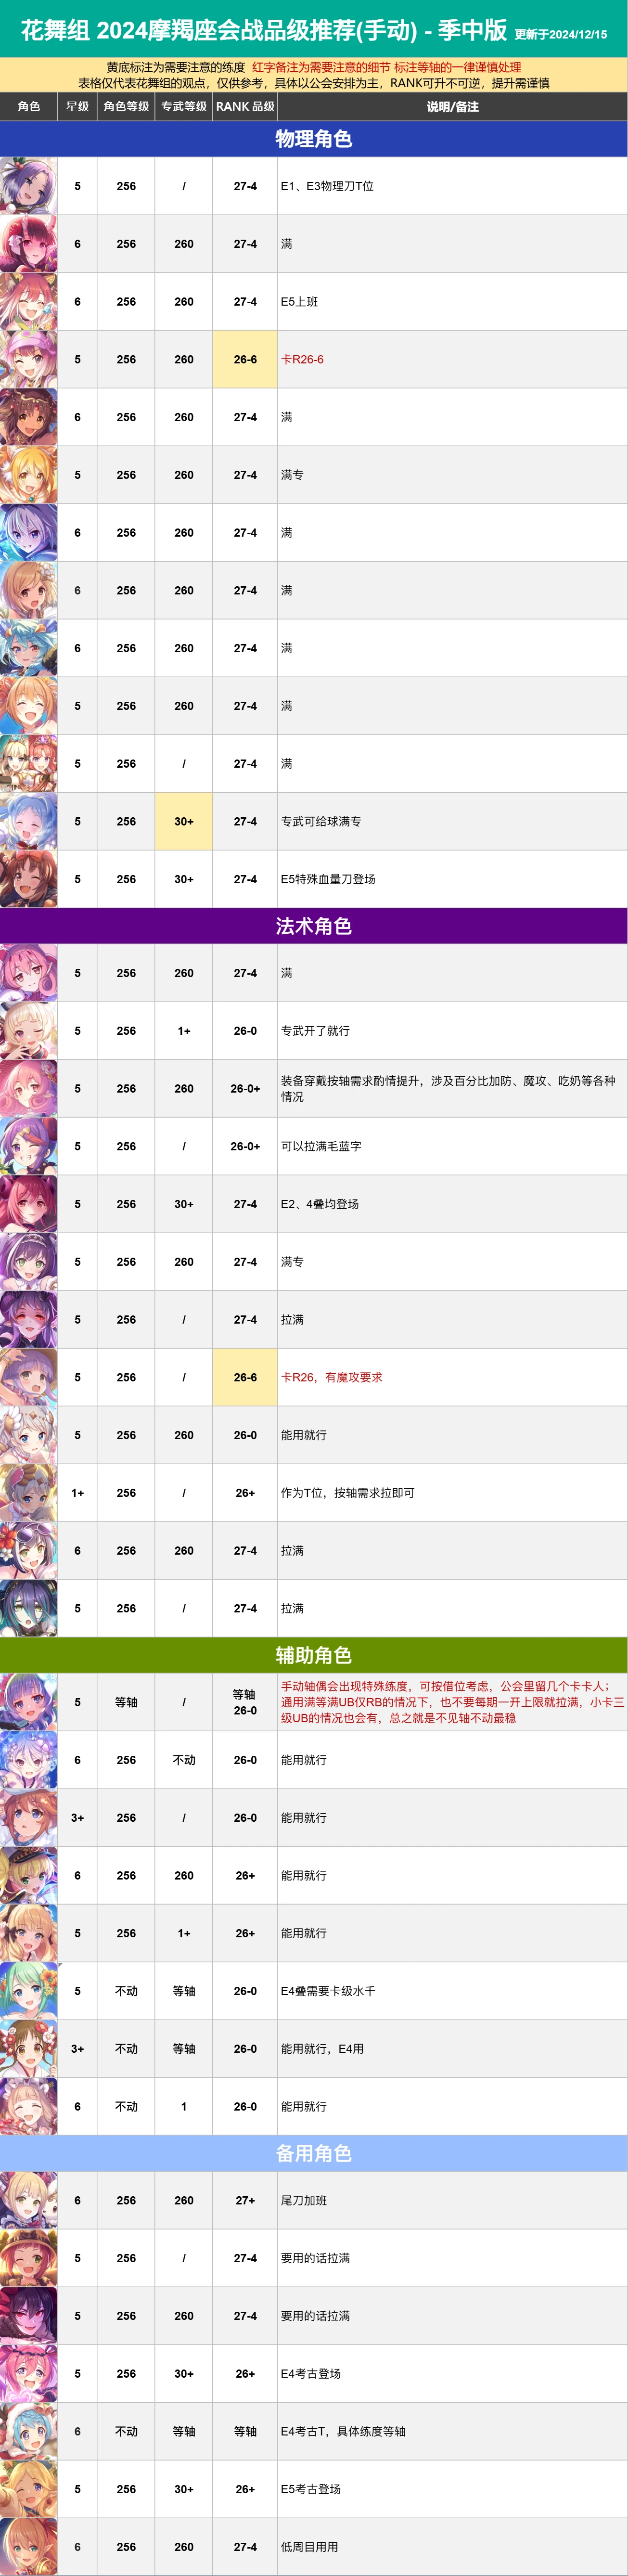 花舞组 2024摩羯座会战品级推荐(手动) - 季中版 更新于2024/12/15
黄底标注为需要注意的练度 红字备注为需要注意的细节 标注等轴的一律谨慎处理
表格仅代表花舞组的观点，仅供参考，具体以公会安排为主，RANK可升不可逆，提升需谨慎
角色 星级 角色等级 专武等级 RANK 品级 说明/备注
物理角色
5 256 / 27-4 E1、E3物理刀T位
6 256 260 27-4 满
6 256 260 27-4 E5上班
5 256 260 26-6 卡R26-6
6 256 260 27-4 满
5 256 260 27-4 满专
6 256 260 27-4 满
6 256 260 27-4 满
6 256 260 27-4 满
5 256 260 27-4 满
5 256 / 27-4 满
5 256 30+ 27-4 专武可给球满专
5 256 30+ 27-4 E5特殊血量刀登场
法术角色
5 256 260 27-4 满
5 256 1+ 26-0 专武开了就行
5 256 260 26-0+ 装备穿戴按轴需求酌情提升，涉及百分比加防、魔攻、吃奶等各种
情况
5 256 / 26-0+ 可以拉满毛蓝字
5 256 30+ 27-4 E2、4叠均登场
5 256 260 27-4 满专
5 256 / 27-4 拉满
5 256 / 26-6 卡R26，有魔攻要求
5 256 260 26-0 能用就行
1+ 256 / 26+ 作为T位，按轴需求拉即可
6 256 260 27-4 拉满
5 256 / 27-4 拉满
辅助角色
5 等轴 / 等轴
26-0
手动轴偶会出现特殊练度，可按借位考虑，公会里留几个卡卡人；
通用满等满UB仅RB的情况下，也不要每期一开上限就拉满，小卡三
级UB的情况也会有，总之就是不见轴不动最稳
6 256 不动 26-0 能用就行
3+ 256 / 26-0 能用就行
6 256 260 26+ 能用就行
5 256 1+ 26+ 能用就行
5 不动 等轴 26-0 E4叠需要卡级水千
3+ 不动 等轴 26-0 能用就行，E4用
6 不动 1 26-0 能用就行
备用角色
6 256 260 27+ 尾刀加班
5 256 / 27-4 要用的话拉满
5 256 260 27-4 要用的话拉满
5 256 30+ 26+ E4考古登场
6 不动 等轴 等轴 E4考古T，具体练度等轴
5 256 30+ 26+ E5考古登场
6 256 260 27-4 低周目用用